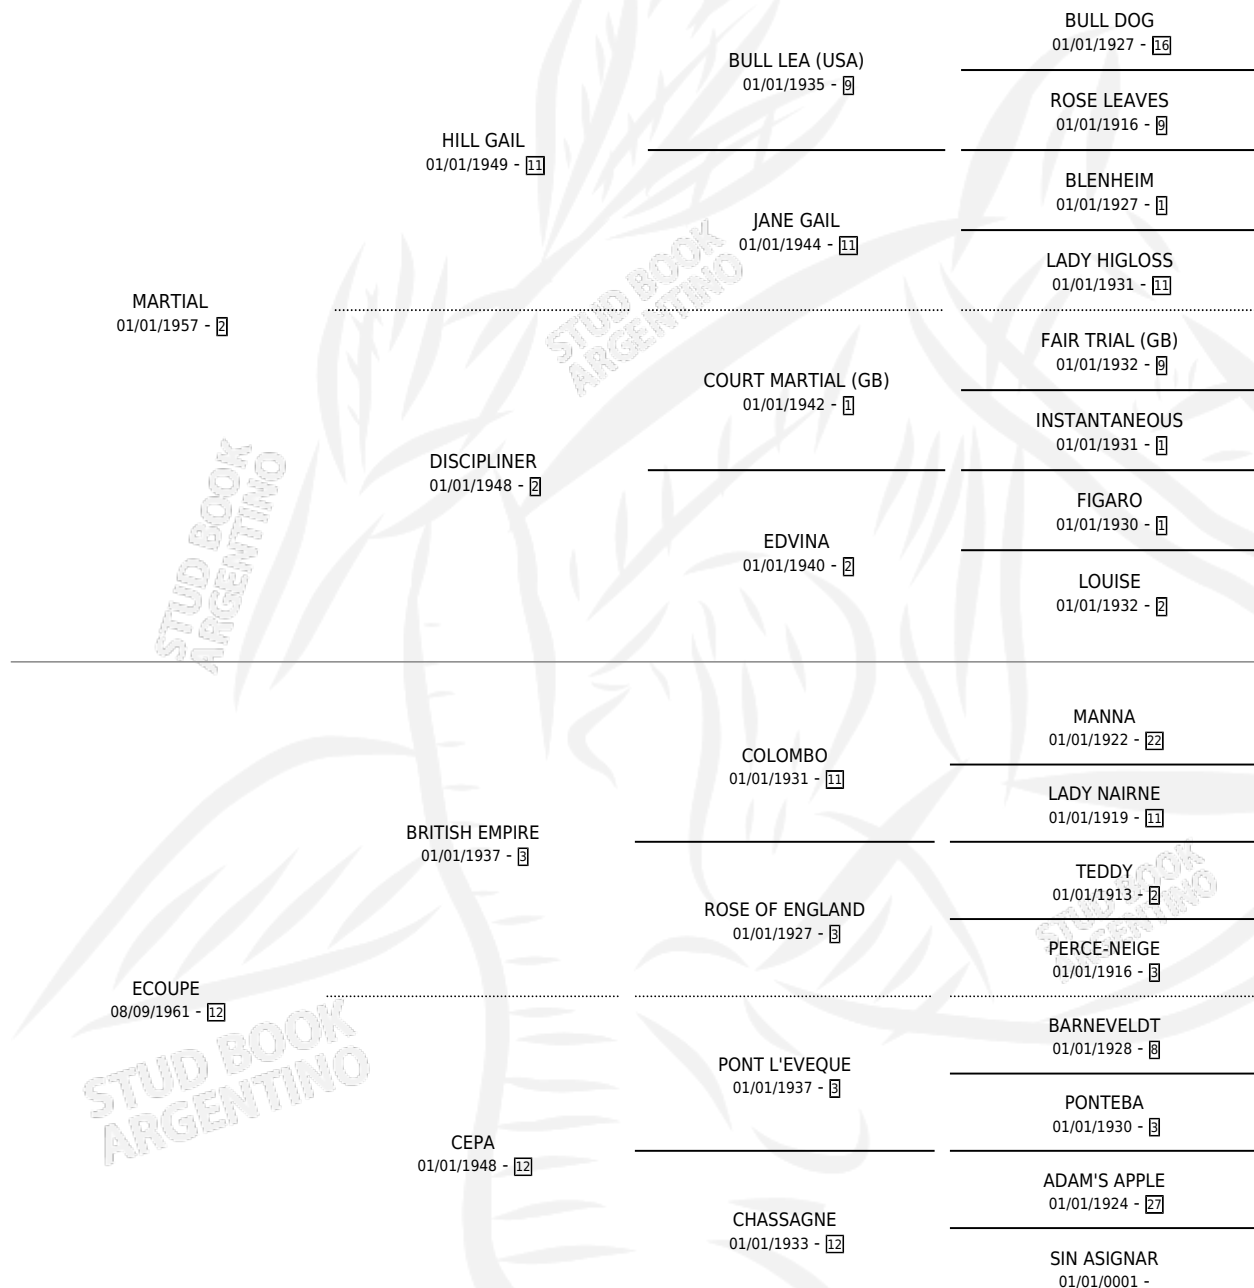 BULL DOG
01/01/1927 - 16
BULL LEA (USA)
01/01/1935 - 9
ROSE LEAVES
01/01/1916 - 9
HILL GAIL
01/01/1949 - 11
BLENHEIM
01/01/1927 - 1
JANE GAIL
01/01/1944 - 11
LADY HIGLOSS
01/01/1931 - 11
MARTIAL
01/01/1957 - 2
FAIR TRIAL (GB)
01/01/1932 - 9
COURT MARTIAL (GB)
01/01/1942 - 1
INSTANTANEOUS
01/01/1931 - 1
DISCIPLINER
01/01/1948 - 2
FIGARO
01/01/1930 - 1
EDVINA
01/01/1940 - 2
LOUISE
01/01/1932 - 2
MANNA
01/01/1922 - 22
COLOMBO
01/01/1931 - 11
LADY NAIRNE
01/01/1919 - 11
BRITISH EMPIRE
01/01/1937 - 3
TEDDY
01/01/1913 - 2
ROSE OF ENGLAND
01/01/1927 - 3
PERCE-NEIGE
01/01/1916 - 3
ECOUPE
08/09/1961 - 12
BARNEVELDT
01/01/1928 - 8
PONT L'EVEQUE
01/01/1937 - 3
PONTEBA
01/01/1930 - 3
CEPA
01/01/1948 - 12
ADAM'S APPLE
01/01/1924 - 27
CHASSAGNE
01/01/1933 - 12
SIN ASIGNAR
01/01/0001 -
STUD BOOK
ARGENTINO
STUD BOOK
ARGENTINO
STUD BOOK
ARGENTINO
STUD BOOK
ARGENTINO